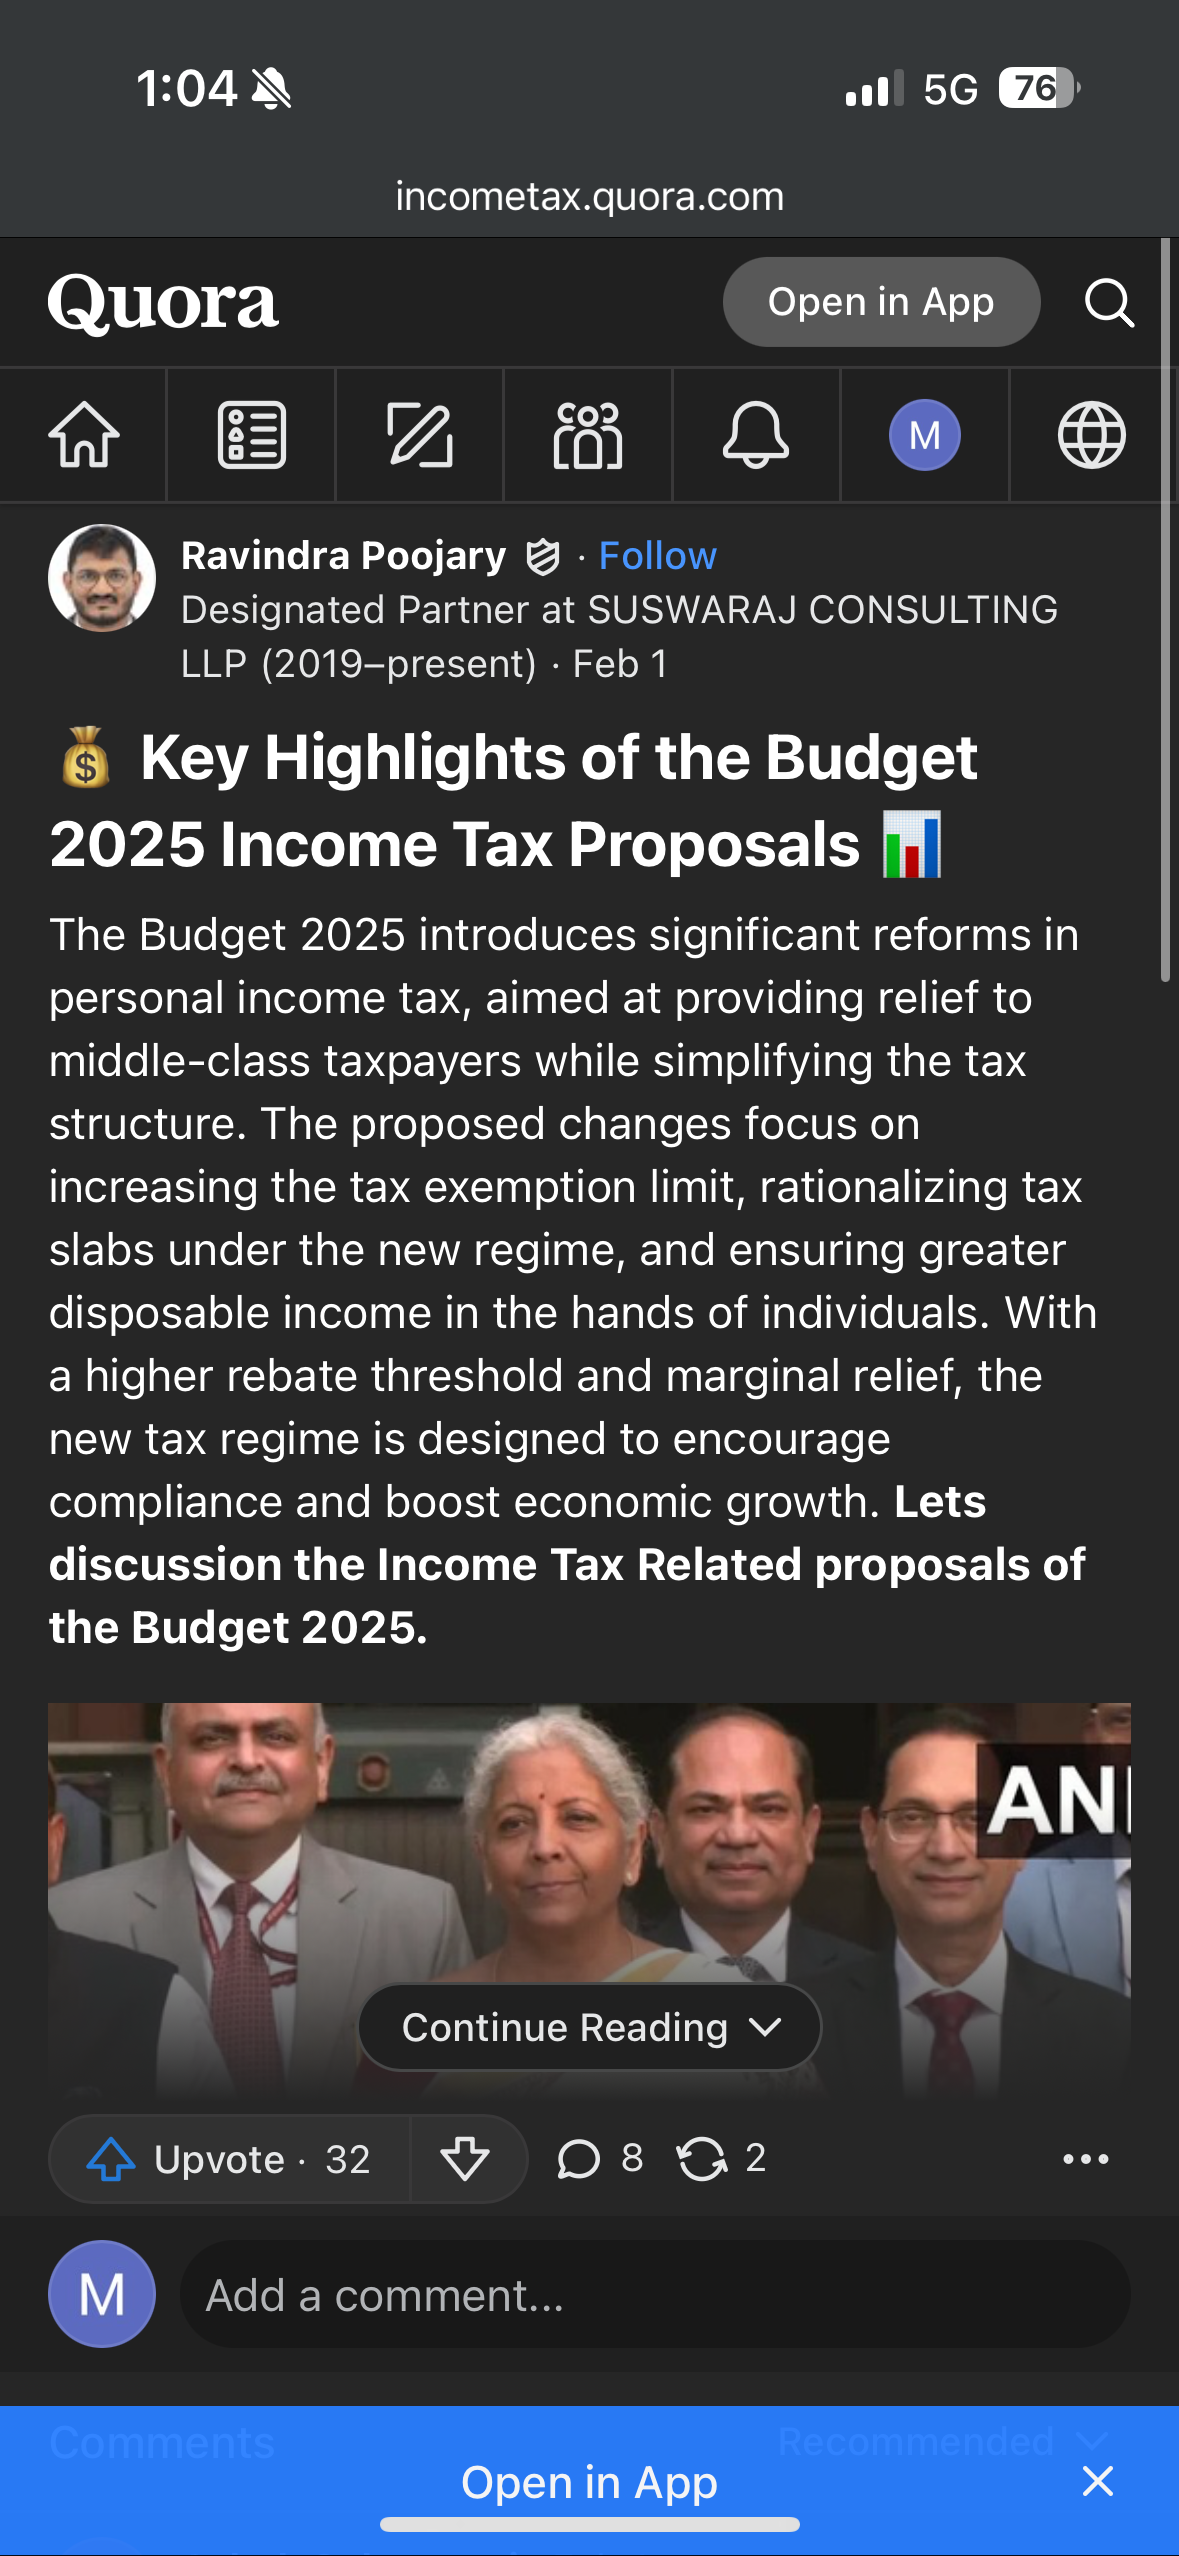 1:04
5G 76
incometax.quora.com
Quora
Open in App
M
Ravindra Poojary · Follow
Designated Partner at SUSWARAJ CONSULTING
LLP (2019–present) · Feb 1
💰 Key Highlights of the Budget
2025 Income Tax Proposals 📊
The Budget 2025 introduces significant reforms in
personal income tax, aimed at providing relief to
middle-class taxpayers while simplifying the tax
structure. The proposed changes focus on
increasing the tax exemption limit, rationalizing tax
slabs under the new regime, and ensuring greater
disposable income in the hands of individuals. With
a higher rebate threshold and marginal relief, the
new tax regime is designed to encourage
compliance and boost economic growth. Lets
discussion the Income Tax Related proposals of
the Budget 2025.
ANI
Continue Reading
Upvote · 32
8
2
M
Add a comment...
Comments
Recommended
Open in App